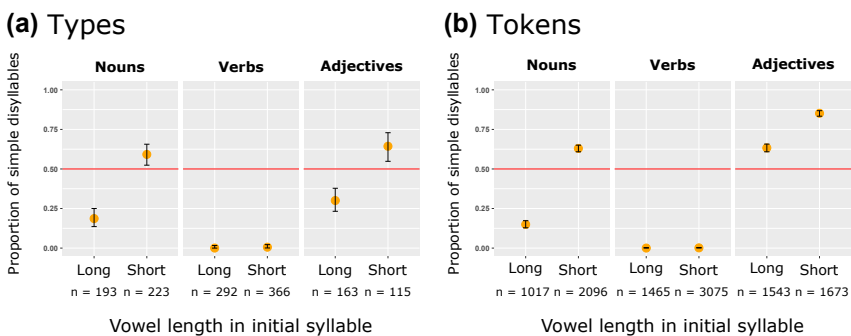 (a) Types
Proportion of simple disyllables
Nouns Verbs Adjectives
1.00
0.75
0.50
0.25
0.00
Long Short Long Short Long Short
n = 193 n = 223 n = 292 n = 366 n = 163 n = 115
Vowel length in initial syllable
(b) Tokens
Proportion of simple disyllables
Nouns Verbs Adjectives
1.00
0.75
0.50
0.25
0.00
Long Short Long Short Long Short
n = 1017 n = 2096 n = 1465 n = 3075 n = 1543 n = 1673
Vowel length in initial syllable